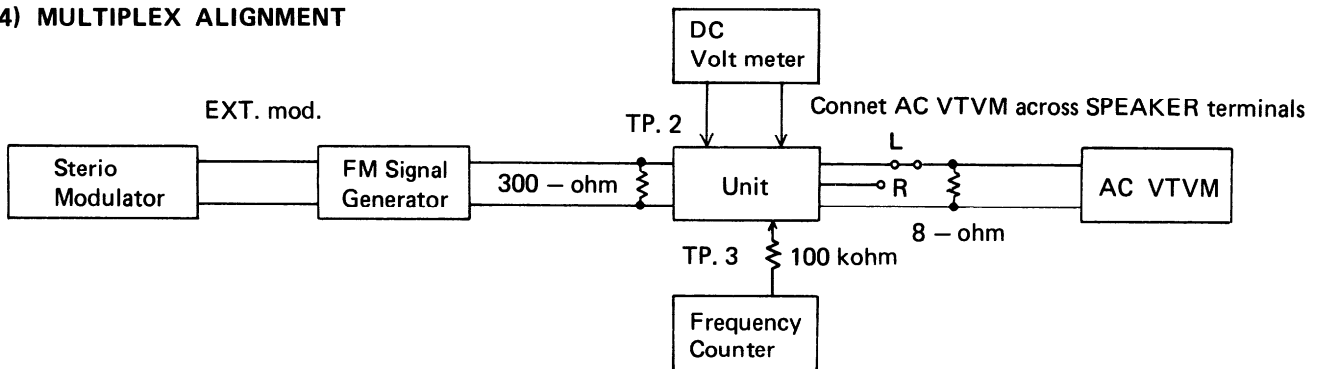 4) MULTIPLEX ALIGNMENT
DC
Volt meter
EXT. mod.
Connet AC VTVM across SPEAKER terminals
TP. 2
L
Sterio
Modulator
FM Signal
Generator
300 – ohm
Unit
R
AC VTVM
8 – ohm
TP. 3
100 kohm
Frequency
Counter